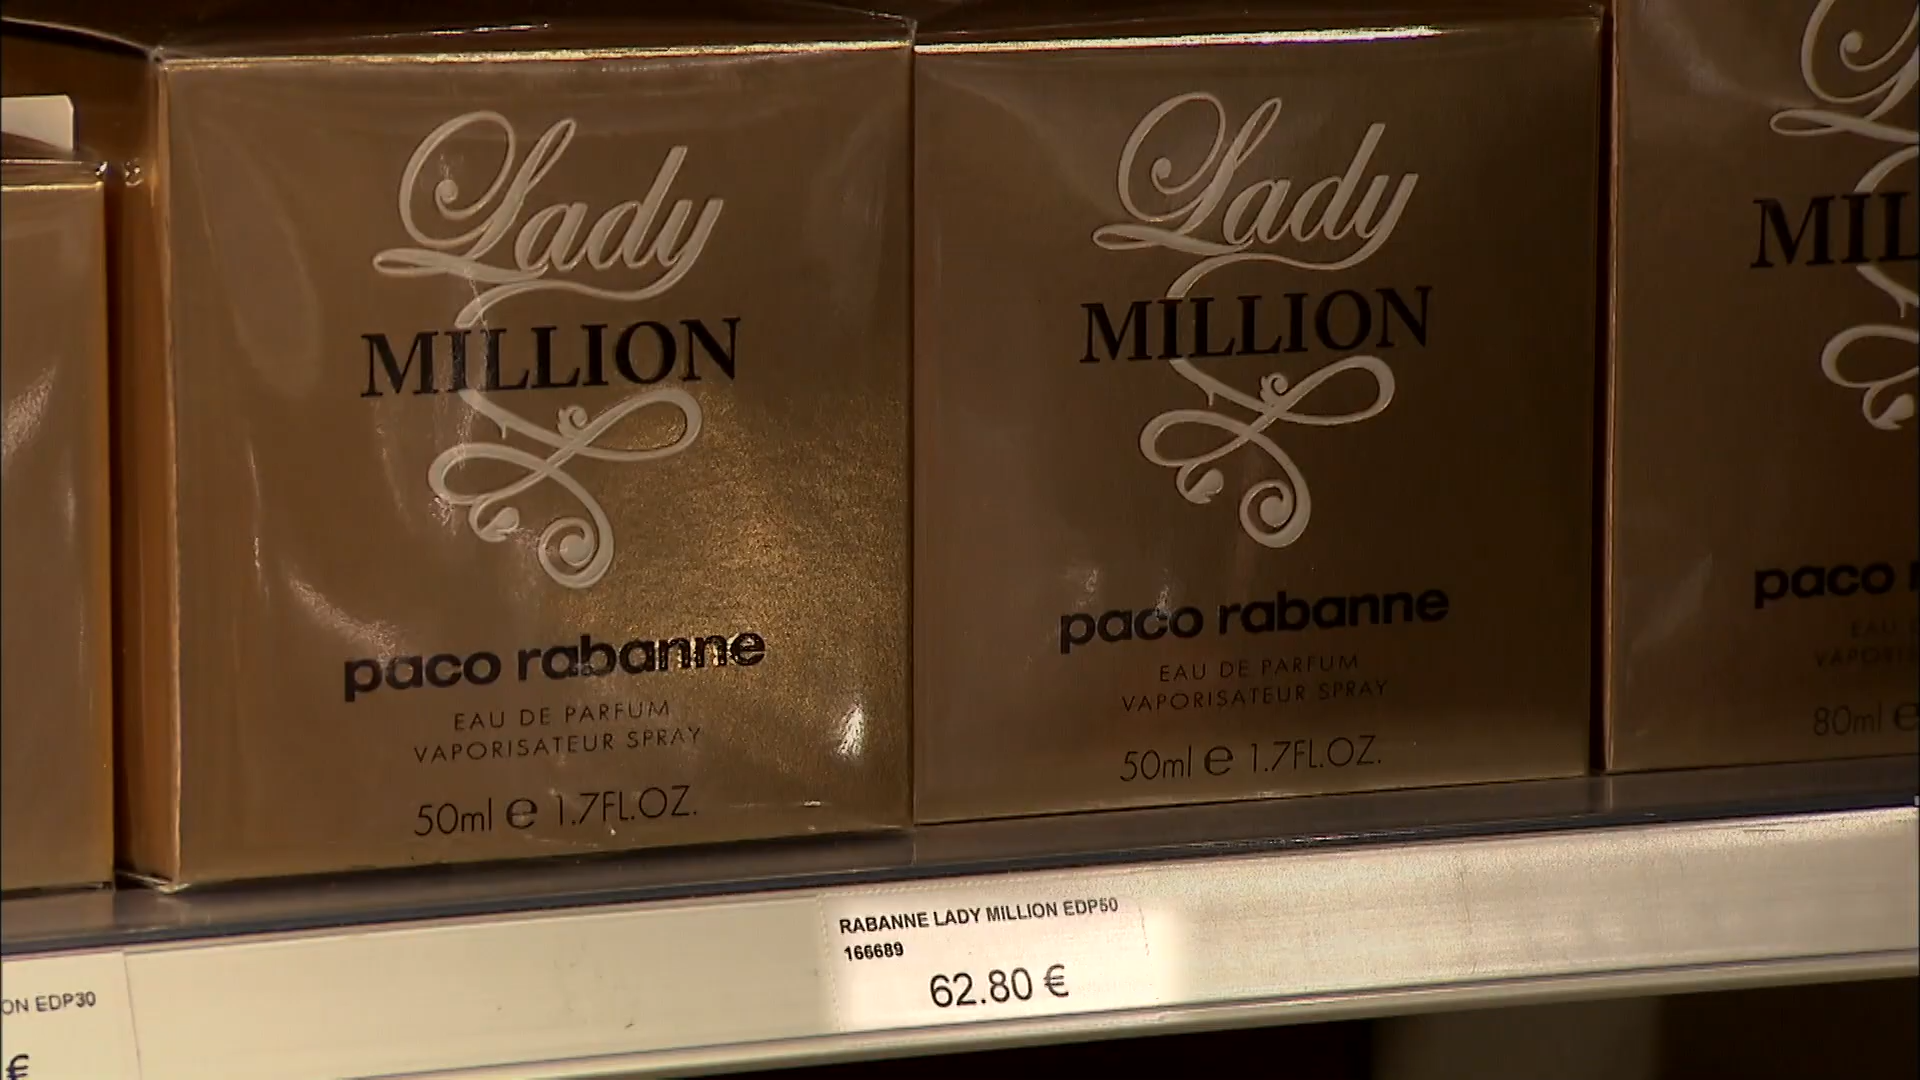 Lady
MILLION
paco rabanne
EAU DE PARFUM
VAPORISATEUR SPRAY
50ml e 1.7FL.OZ.
Lady
MILLION
paco rabanne
EAU DE PARFUM
VAPORISATEUR SPRAY
50ml e 1.7FL.OZ.
MIL
paco r
EAU
VAPORIS
80ml e
RABANNE LADY MILLION EDP50
166689
62.80 €
ON EDP30
€